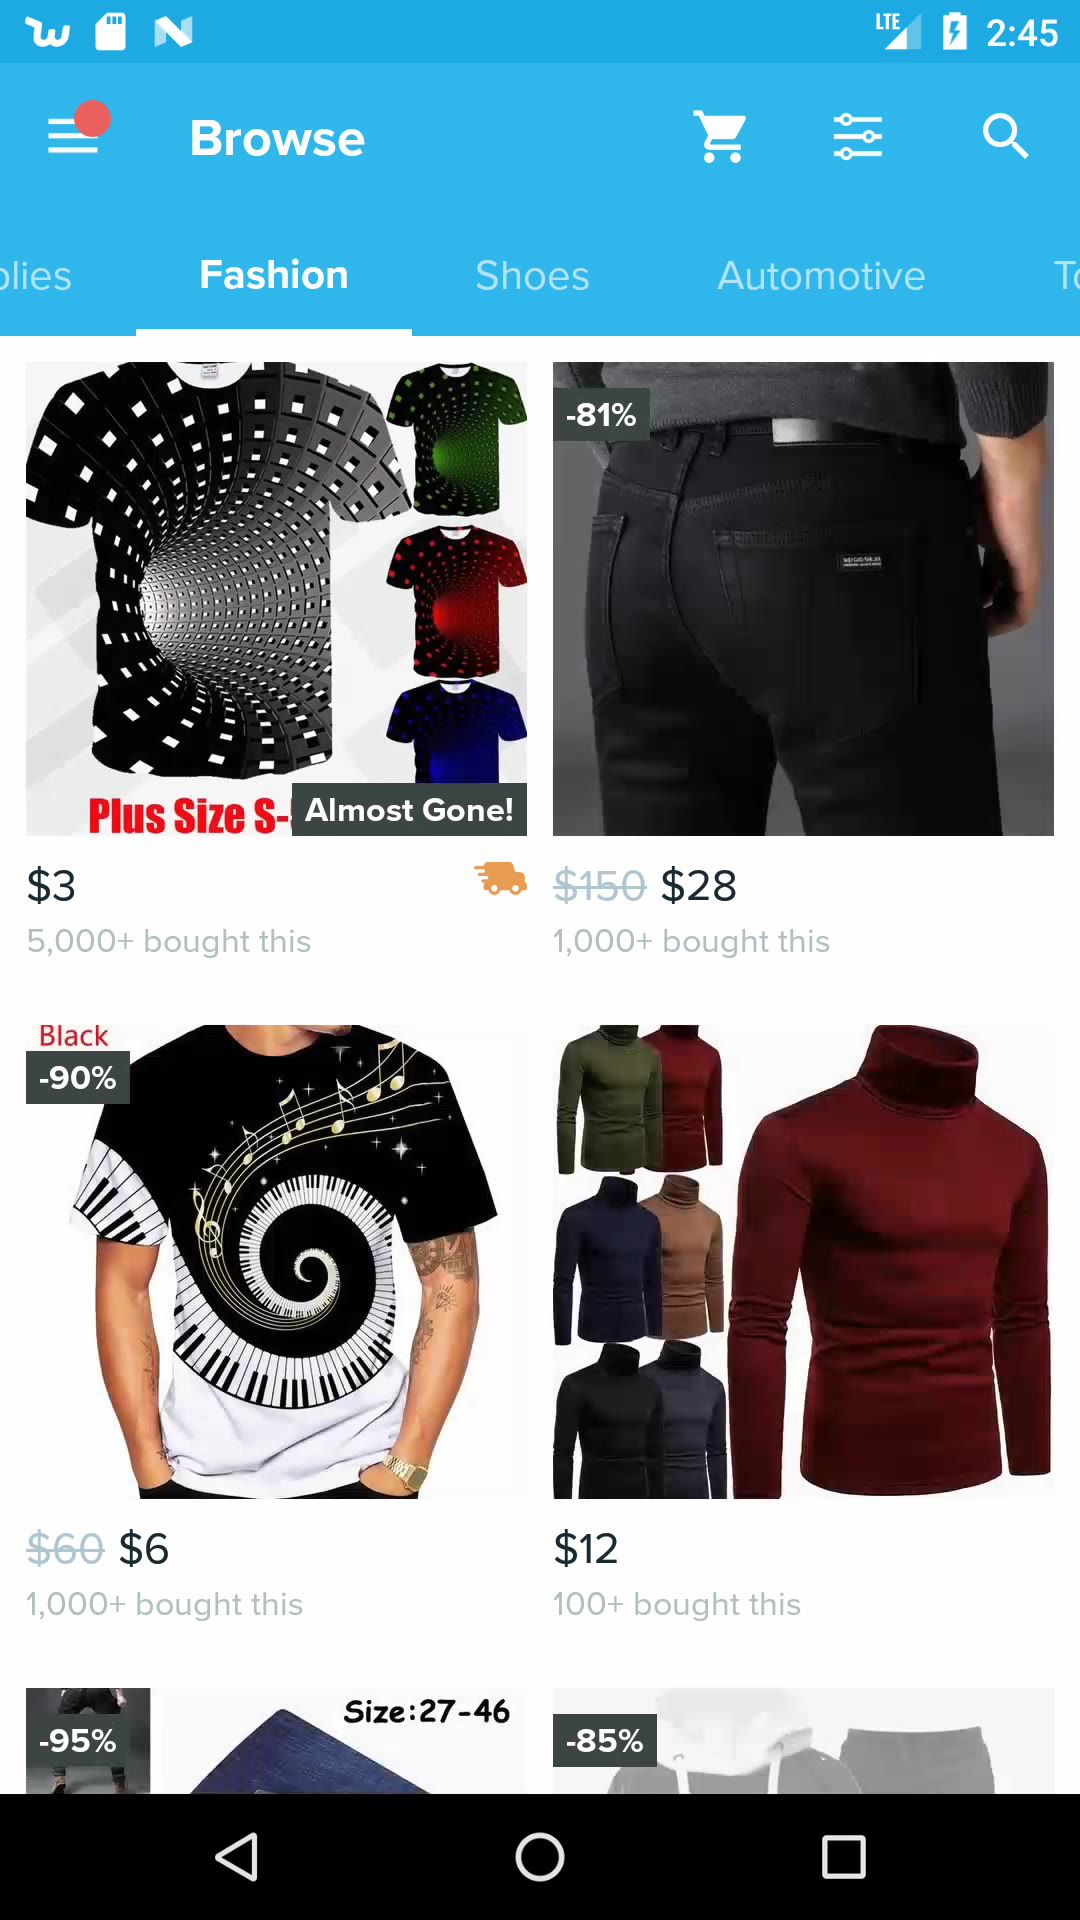 LTE 2:45
Browse
plies Fashion Shoes Automotive To
-81%
Plus Size S-
Almost Gone!
$3
5,000+ bought this
$150 $28
1,000+ bought this
Black
-90%
$60 $6
1,000+ bought this
$12
100+ bought this
Size:27-46
-95%
-85%